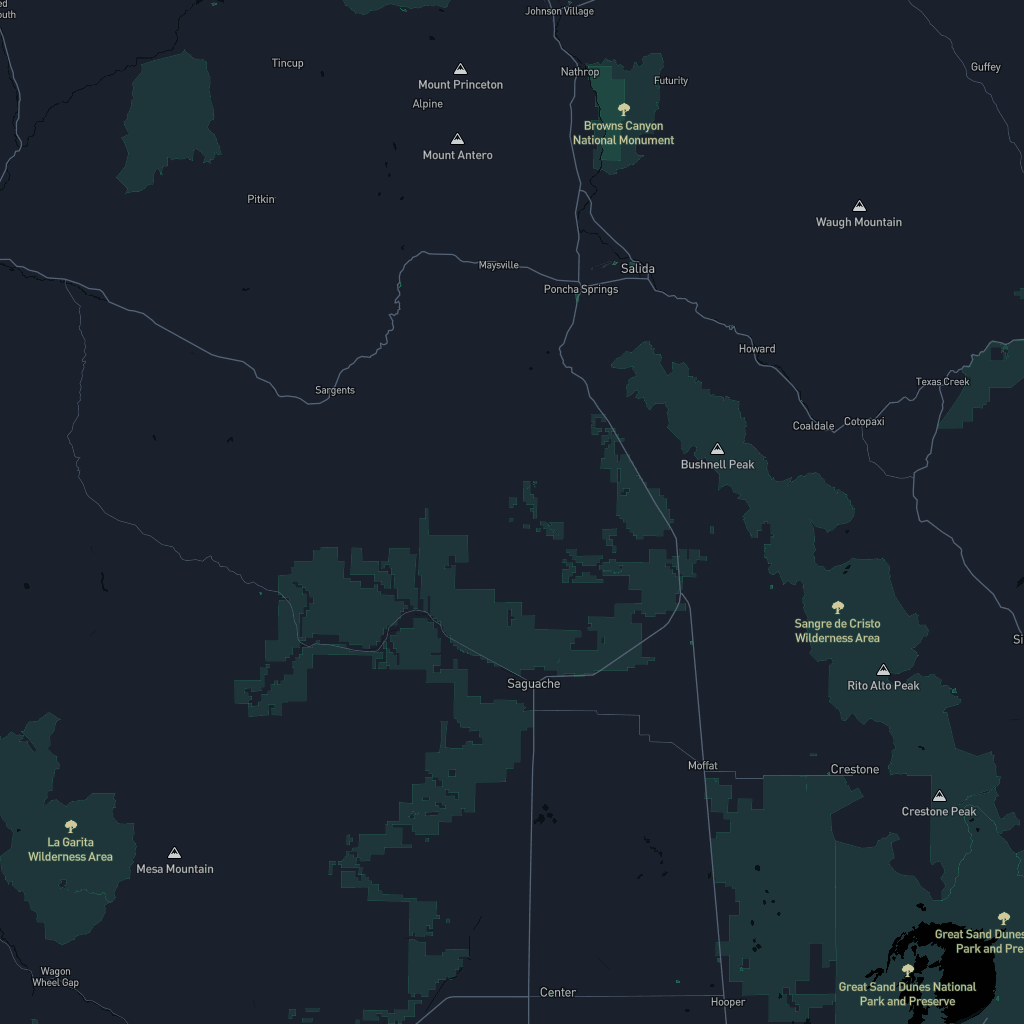 Johnson Village
Tincup
Nathrop
Guffey
Mount Princeton
Futurity
Alpine
Browns Canyon
National Monument
Mount Antero
Pitkin
Waugh Mountain
Maysville
Salida
Poncha Springs
Howard
Sargents
Texas Creek
Coaldale
Cotopaxi
Bushnell Peak
Sangre de Cristo
Wilderness Area
Saguache
Rito Alto Peak
Moffat
Crestone
Crestone Peak
La Garita
Wilderness Area
Mesa Mountain
Great Sand Dunes
Park and Pre
Wagon
Wheel Gap
Great Sand Dunes National
Park and Preserve
Center
Hooper